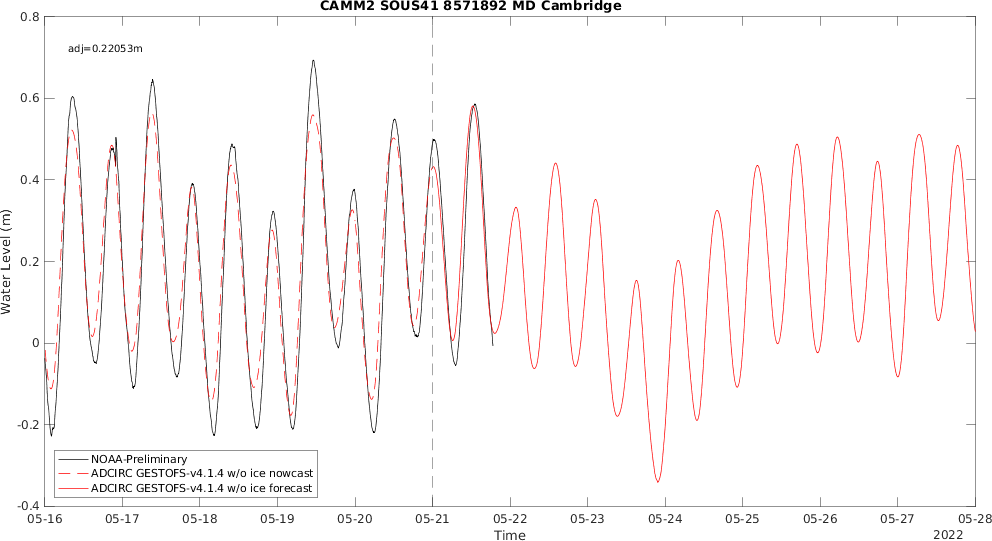 CAMM2 SOUS41 8571892 MD Cambridge
adj=0.22053m
0.8
0.6
0.4
0.2
0
-0.2
-0.4
Water Level (m)
NOAA-Preliminary
ADCIRC GESTOFS-v4.1.4 w/o ice nowcast
ADCIRC GESTOFS-v4.1.4 w/o ice forecast
05-16 05-17 05-18 05-19 05-20 05-21 05-22 05-23 05-24 05-25 05-26 05-27 05-28
Time
2022